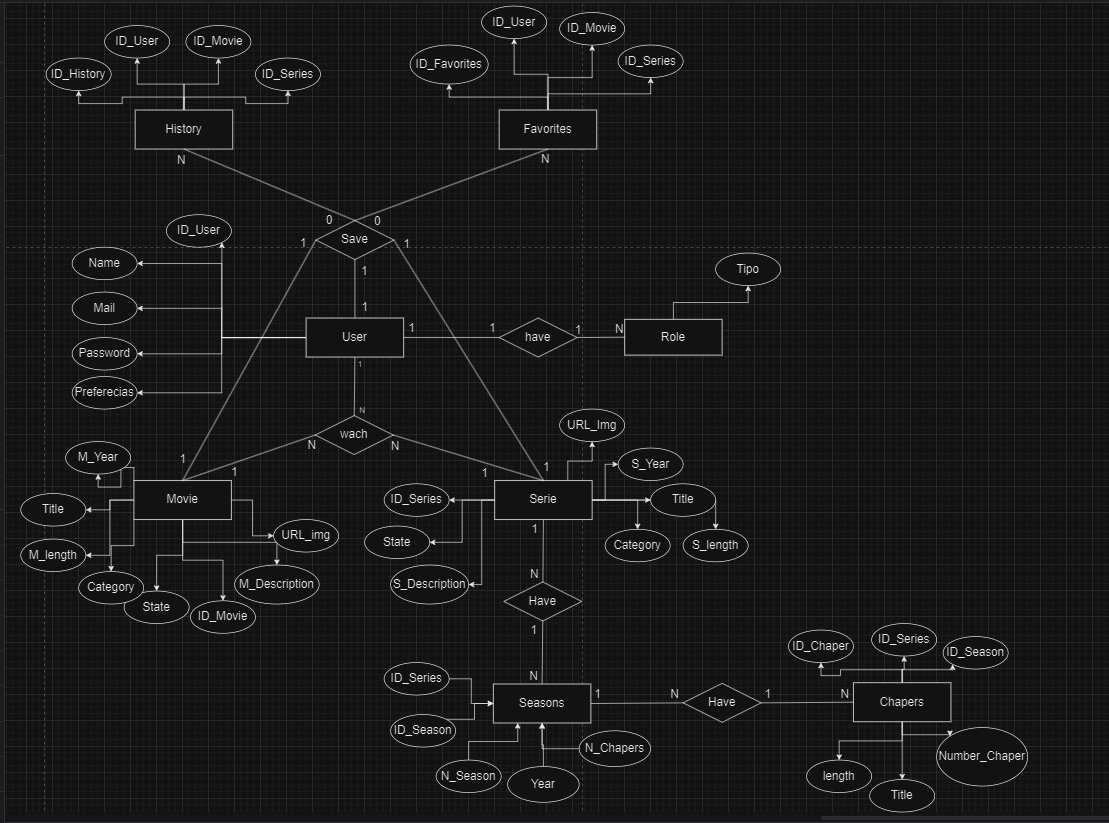 ID_User
ID_Movie
ID_History
ID_Series
History
N
ID_User
ID_Movie
ID_Favorites
ID_Series
Favorites
N
0
0
1
Save
1
1
ID_User
Name
Mail
Password
Preferecias
1
User
1
1
1
have
1
N
Role
Tipo
N
wach
N
N
1
1
M_Year
Movie
Title
M_length
Category
State
ID_Movie
M_Description
URL_img
1
1
URL_Img
S_Year
ID_Series
Serie
Title
State
S_Description
Category
S_length
1
N
Have
1
N
ID_Series
ID_Season
Seasons
N_Season
Year
N_Chapers
1
N
Have
1
N
Chapers
ID_Chaper
ID_Series
ID_Season
Number_Chaper
length
Title